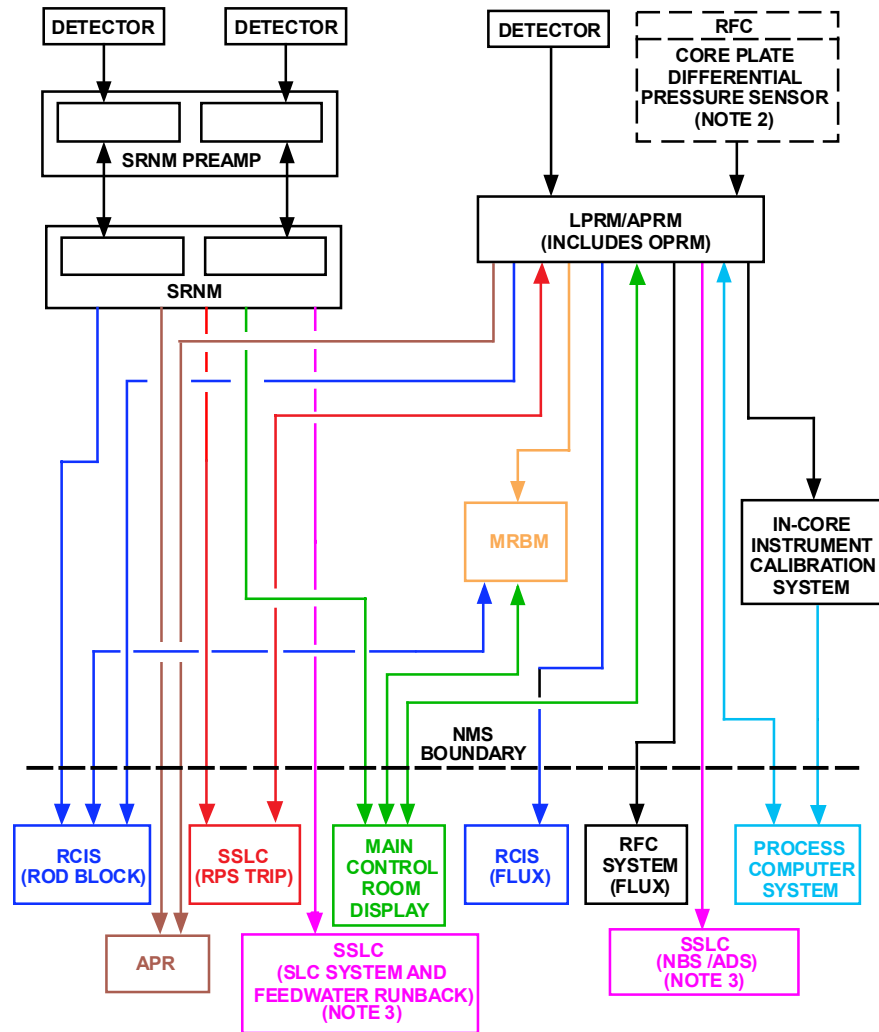 DETECTOR
DETECTOR
DETECTOR
RFC
CORE PLATE
DIFFERENTIAL
PRESSURE SENSOR
(NOTE 2)
SRNM PREAMP
LPRM/APRM
(INCLUDES OPRM)
SRNM
MRBM
IN-CORE
INSTRUMENT
CALIBRATION
SYSTEM
NMS
BOUNDARY
RCIS
(ROD BLOCK)
SSLC
(RPS TRIP)
MAIN
CONTROL
ROOM
DISPLAY
RCIS
(FLUX)
RFC
SYSTEM
(FLUX)
PROCESS
COMPUTER
SYSTEM
APR
SSLC
(SLC SYSTEM AND
FEEDWATER RUNBACK)
(NOTE 3)
SSLC
(NBS /ADS)
(NOTE 3)